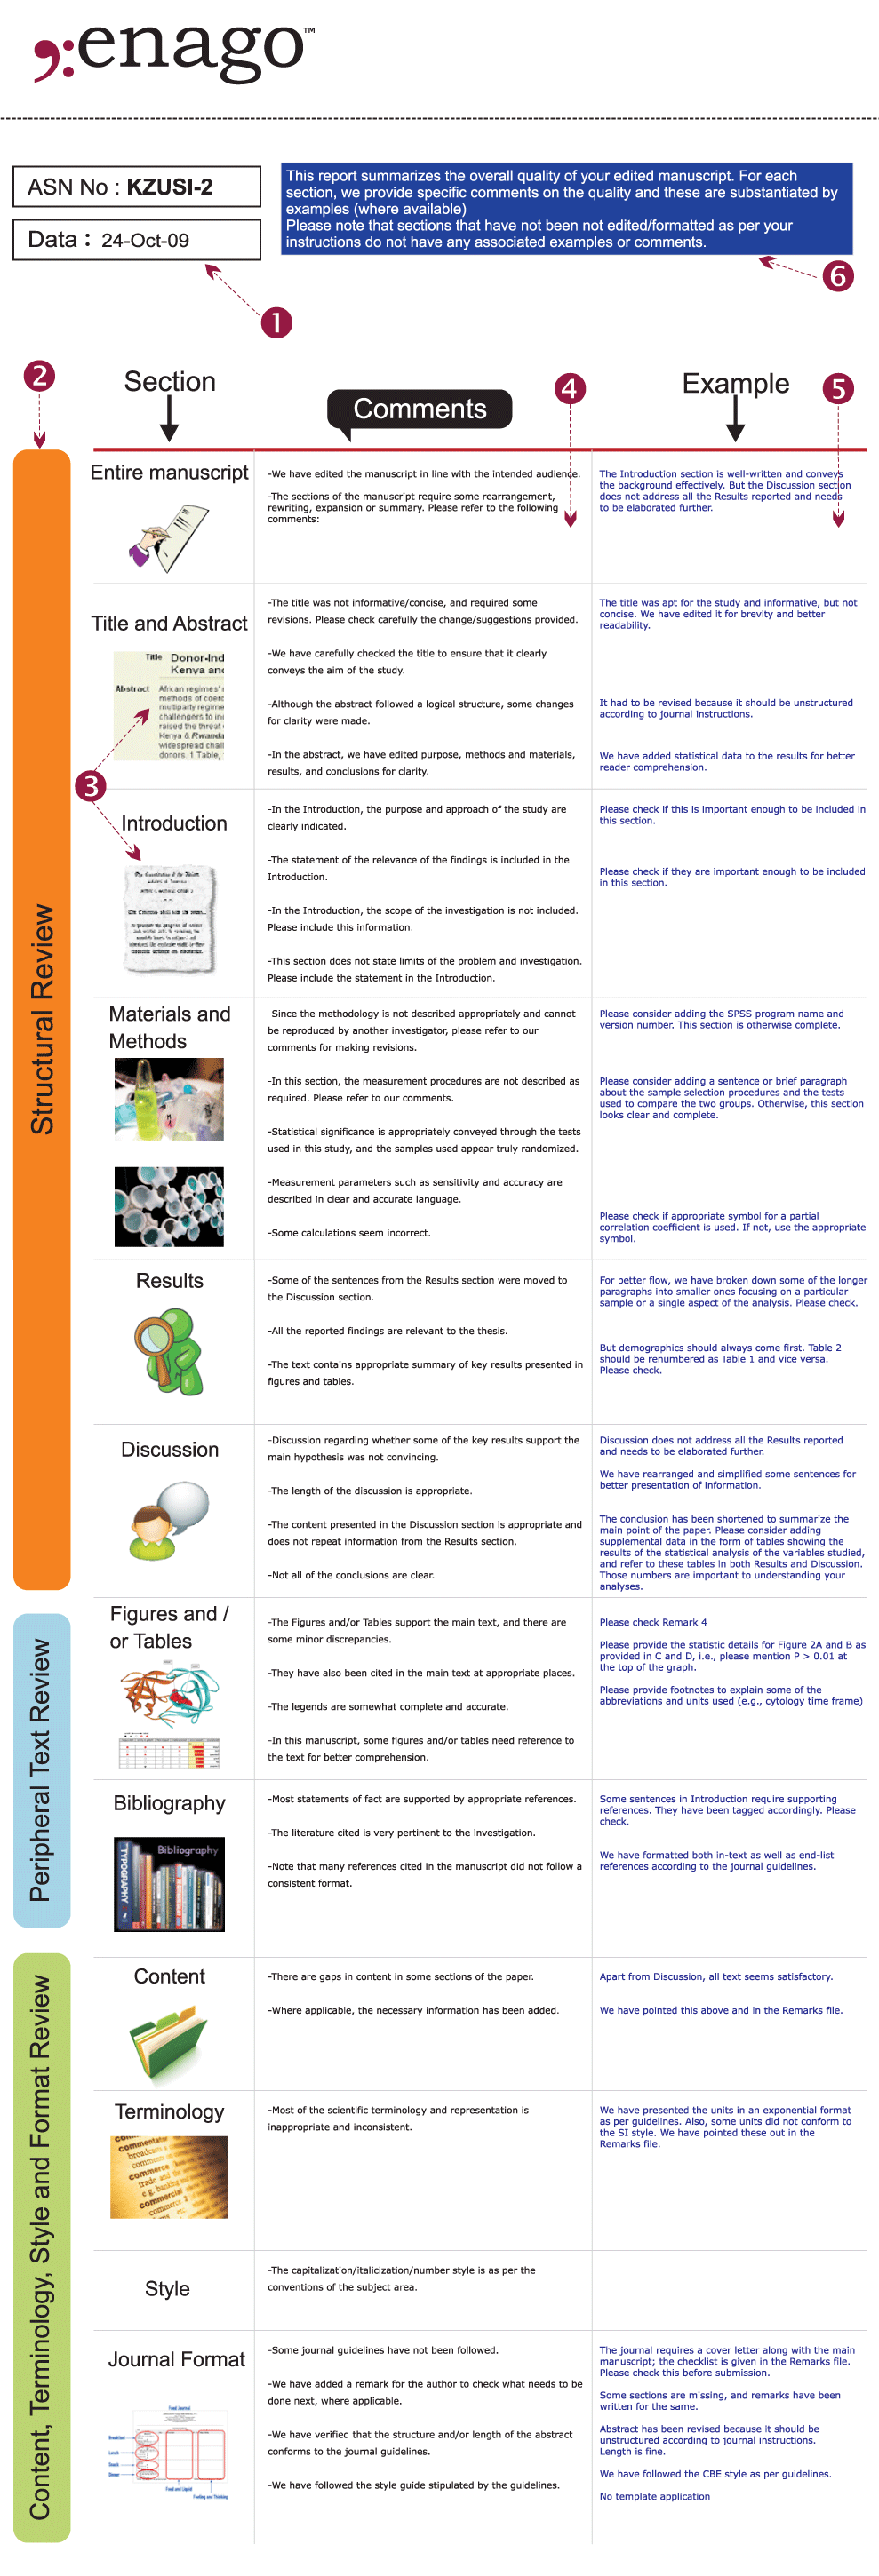 enago™
ASN No : KZUSI-2
Data : 24-Oct-09
This report summarizes the overall quality of your edited manuscript. For each
section, we provide specific comments on the quality and these are substantiated by
examples (where available)
Please note that sections that have not been not edited/formatted as per your
instructions do not have any associated examples or comments.
1
6
2
Section
Comments
4
Example
5
Structural Review
Entire manuscript
-We have edited the manuscript in line with the intended audience.
-The sections of the manuscript require some rearrangement,
rewriting, expansion or summary. Please refer to the following
comments:
The Introduction section is well-written and conveys
the background effectively. But the Discussion section
does not address all the Results reported and needs
to be elaborated further.
Title and Abstract
Title Donor-Ind
Kenya and
Abstract African regimes'
methods of coerc
multiparty regime
challengers to inc
raised the threat
Kenya & Rwanda
widespread chall
donors. 1 Table,
3
-The title was not informative/concise, and required some
revisions. Please check carefully the change/suggestions provided.
-We have carefully checked the title to ensure that it clearly
conveys the aim of the study.
-Although the abstract followed a logical structure, some changes
for clarity were made.
-In the abstract, we have edited purpose, methods and materials,
results, and conclusions for clarity.
The title was apt for the study and informative, but not
concise. We have edited it for brevity and better
readability.
It had to be revised because it should be unstructured
according to journal instructions.
We have added statistical data to the results for better
reader comprehension.
Introduction
-In the Introduction, the purpose and approach of the study are
clearly indicated.
-The statement of the relevance of the findings is included in the
Introduction.
-In the Introduction, the scope of the investigation is not included.
Please include this information.
-This section does not state limits of the problem and investigation.
Please include the statement in the Introduction.
Please check if this is important enough to be included in
this section.
Please check if they are important enough to be included
in this section.
Materials and
Methods
-Since the methodology is not described appropriately and cannot
be reproduced by another investigator, please refer to our
comments for making revisions.
-In this section, the measurement procedures are not described as
required. Please refer to our comments.
-Statistical significance is appropriately conveyed through the tests
used in this study, and the samples used appear truly randomized.
-Measurement parameters such as sensitivity and accuracy are
described in clear and accurate language.
-Some calculations seem incorrect.
Please consider adding the SPSS program name and
version number. This section is otherwise complete.
Please consider adding a sentence or brief paragraph
about the sample selection procedures and the tests
used to compare the two groups. Otherwise, this section
looks clear and complete.
Please check if appropriate symbol for a partial
correlation coefficient is used. If not, use the appropriate
symbol.
Results
-Some of the sentences from the Results section were moved to
the Discussion section.
-All the reported findings are relevant to the thesis.
-The text contains appropriate summary of key results presented in
figures and tables.
For better flow, we have broken down some of the longer
paragraphs into smaller ones focusing on a particular
sample or a single aspect of the analysis. Please check.
But demographics should always come first. Table 2
should be renumbered as Table 1 and vice versa.
Please check.
Discussion
-Discussion regarding whether some of the key results support the
main hypothesis was not convincing.
-The length of the discussion is appropriate.
-The content presented in the Discussion section is appropriate and
does not repeat information from the Results section.
-Not all of the conclusions are clear.
Discussion does not address all the Results reported
and needs to be elaborated further.
We have rearranged and simplified some sentences for
better presentation of information.
The conclusion has been shortened to summarize the
main point of the paper. Please consider adding
supplemental data in the form of tables showing the
results of the statistical analysis of the variables studied,
and refer to these tables in both Results and Discussion.
Those numbers are important to understanding your
analyses.
Peripheral Text Review
Figures and /
or Tables
-The Figures and/or Tables support the main text, and there are
some minor discrepancies.
-They have also been cited in the main text at appropriate places.
-The legends are somewhat complete and accurate.
-In this manuscript, some figures and/or tables need reference to
the text for better comprehension.
Please check Remark 4
Please provide the statistic details for Figure 2A and B as
provided in C and D, i.e., please mention P > 0.01 at
the top of the graph.
Please provide footnotes to explain some of the
abbreviations and units used (e.g., cytology time frame)
Bibliography
Bibliography
TYPOGRAPHY
-Most statements of fact are supported by appropriate references.
-The literature cited is very pertinent to the investigation.
-Note that many references cited in the manuscript did not follow a
consistent format.
Some sentences in Introduction require supporting
references. They have been tagged accordingly. Please
check.
We have formatted both in-text as well as end-list
references according to the journal guidelines.
Content, Terminology, Style and Format Review
Content
-There are gaps in content in some sections of the paper.
-Where applicable, the necessary information has been added.
Apart from Discussion, all text seems satisfactory.
We have pointed this above and in the Remarks file.
Terminology
-Most of the scientific terminology and representation is
inappropriate and inconsistent.
We have presented the units in an exponential format
as per guidelines. Also, some units did not conform to
the SI style. We have pointed these out in the
Remarks file.
Style
-The capitalization/italicization/number style is as per the
conventions of the subject area.
Journal Format
Food Journal
Breakfast
Lunch
Snack
Dinner
Food and Liquid
Feeling and Thinking
-Some journal guidelines have not been followed.
-We have added a remark for the author to check what needs to be
done next, where applicable.
-We have verified that the structure and/or length of the abstract
conforms to the journal guidelines.
-We have followed the style guide stipulated by the guidelines.
The journal requires a cover letter along with the main
manuscript; the checklist is given in the Remarks file.
Please check this before submission.
Some sections are missing, and remarks have been
written for the same.
Abstract has been revised because it should be
unstructured according to journal instructions.
Length is fine.
We have followed the CBE style as per guidelines.
No template application